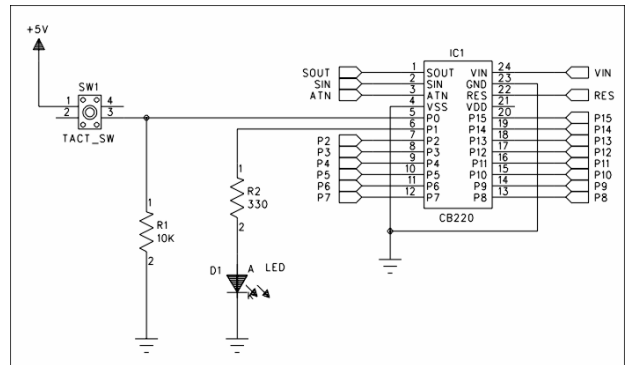 +5V
SW1
1
4
2
3
TACT_SW
1
R1
10K
2
1
R2
330
2
D1
A
LED
K
IC1
SOUT 1 SOUT VIN 24 VIN
SIN 2 SIN GND 23
ATN 3 ATN RES 22 RES
4 VSS VDD 21
5 P0 P15 20 P15
6 P1 P14 19 P14
P2 7 P2 P13 18 P13
P3 8 P3 P12 17 P12
P4 9 P4 P11 16 P11
P5 10 P5 P10 15 P10
P6 11 P6 P9 14 P9
P7 12 P7 P8 13 P8
CB220